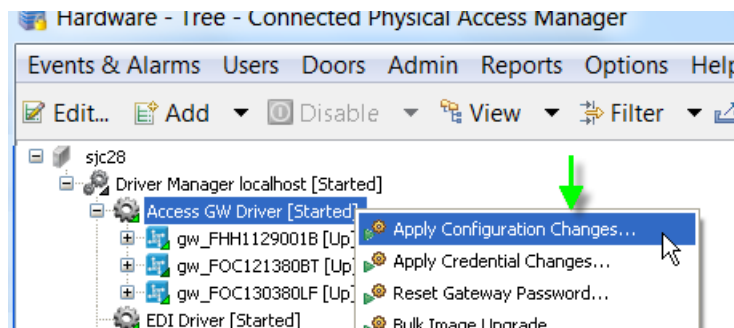 Hardware - Tree - Connected Physical Access Manager
Events & Alarms Users Doors Admin Reports Options Help
Edit... Add Disable View Filter
sjc28
Driver Manager localhost [Started]
Access GW Driver [Started]
Apply Configuration Changes...
gw_FHH1129001B [Up]
Apply Credential Changes...
gw_FOC121380BT [Up]
Reset Gateway Password...
gw_FOC130380LF [Up]
Bulk Image Upgrade
EDI Driver [Started]